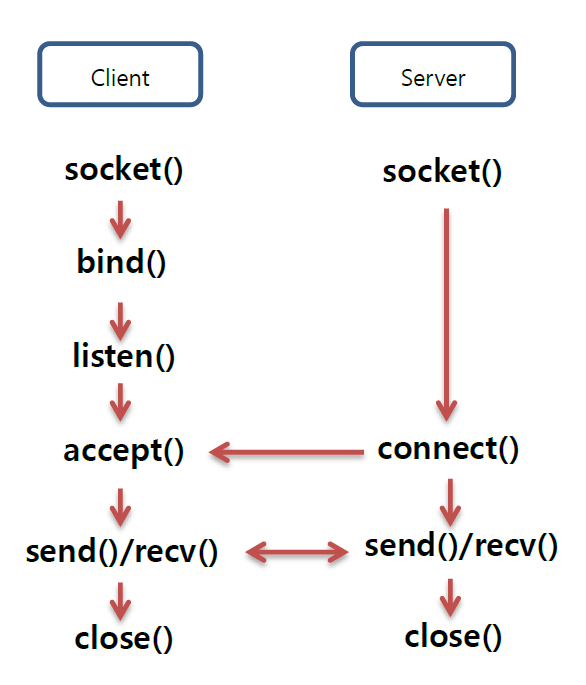 Client
Server
socket()
socket()
bind()
listen()
accept()
connect()
send()/recv()
send()/recv()
close()
close()